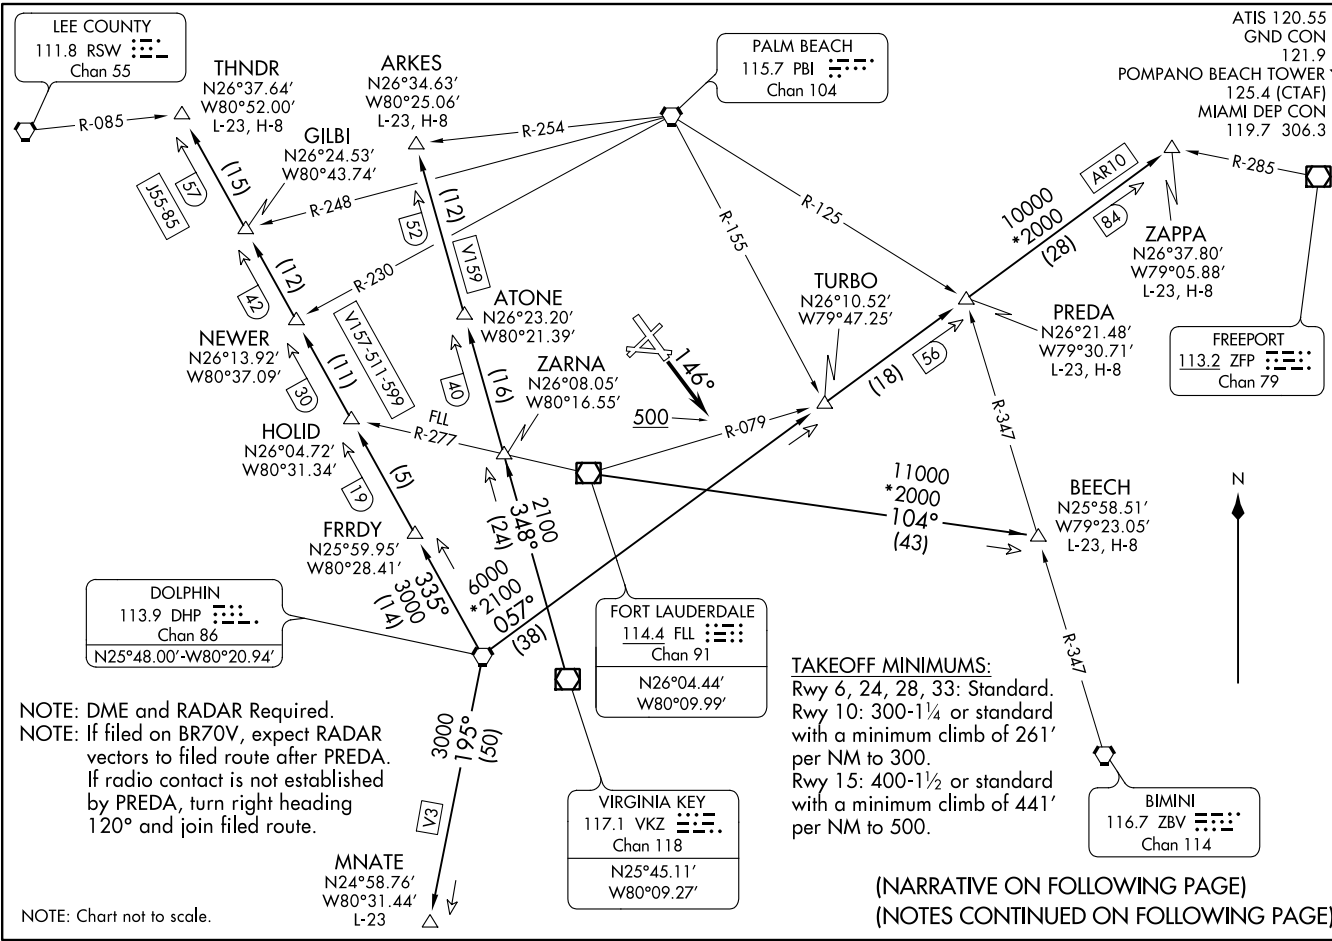 LEE COUNTY
111.8 RSW
Chan 55
R-085
THNDR
N26°37.64'
W80°52.00'
L-23, H-8
ARKES
N26°34.63'
W80°25.06'
L-23, H-8
PALM BEACH
115.7 PBI
Chan 104
ATIS 120.55
GND CON
121.9
POMPANO BEACH TOWER
125.4 (CTAF)
MIAMI DEP CON
119.7 306.3
GILBI
N26°24.53'
W80°43.74'
R-254
R-248
R-230
R-155
R-125
R-285
57
(15)
J55-85
52
(12)
V159
10000
*2000
(28)
AR10
84
ZAPPA
N26°37.80'
W79°05.88'
L-23, H-8
42
(12)
NEWER
N26°13.92'
W80°37.09'
V157-511-599
ATONE
N26°23.20'
W80°21.39'
TURBO
N26°10.52'
W79°47.25'
PREDA
N26°21.48'
W79°30.71'
L-23, H-8
FREEPORT
113.2 ZFP
Chan 79
30
(11)
40
(16)
ZARNA
N26°08.05'
W80°16.55'
146°
500
(18)
56
HOLID
N26°04.72'
W80°31.34'
FLL
R-277
R-079
R-347
19
(5)
2100
348°
(24)
11000
*2000
104°
(43)
BEECH
N25°58.51'
W79°23.05'
L-23, H-8
N
FRRDY
N25°59.95'
W80°28.41'
335°
3000
(14)
6000
*2100
057°
(38)
DOLPHIN
113.9 DHP
Chan 86
N25°48.00'-W80°20.94'
FORT LAUDERDALE
114.4 FLL
Chan 91
N26°04.44'
W80°09.99'
R-347
TAKEOFF MINIMUMS:
Rwy 6, 24, 28, 33: Standard.
Rwy 10: 300-1¼ or standard
with a minimum climb of 261'
per NM to 300.
Rwy 15: 400-1½ or standard
with a minimum climb of 441'
per NM to 500.
NOTE: DME and RADAR Required.
NOTE: If filed on BR70V, expect RADAR
vectors to filed route after PREDA.
If radio contact is not established
by PREDA, turn right heading
120° and join filed route.
3000
195°
(50)
V3
VIRGINIA KEY
117.1 VKZ
Chan 118
N25°45.11'
W80°09.27'
BIMINI
116.7 ZBV
Chan 114
MNATE
N24°58.76'
W80°31.44'
L-23
NOTE: Chart not to scale.
(NARRATIVE ON FOLLOWING PAGE)
(NOTES CONTINUED ON FOLLOWING PAGE)